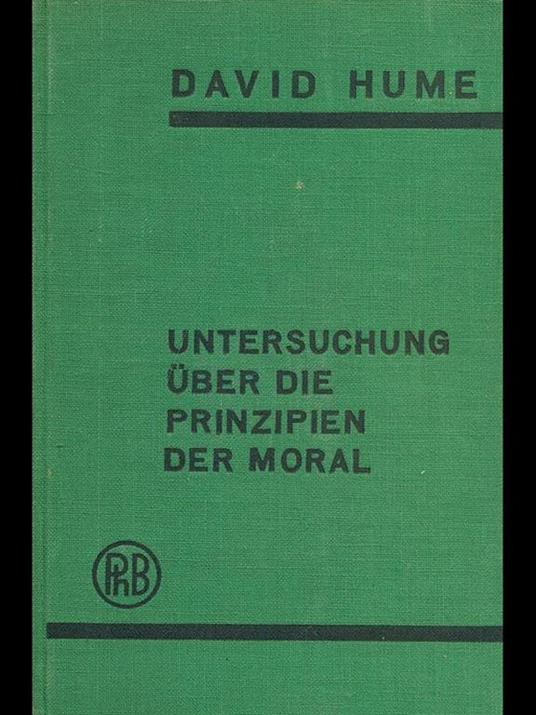 DAVID HUME
UNTERSUCHUNG
ÜBER DIE
PRINZIPIEN
DER MORAL
PhB